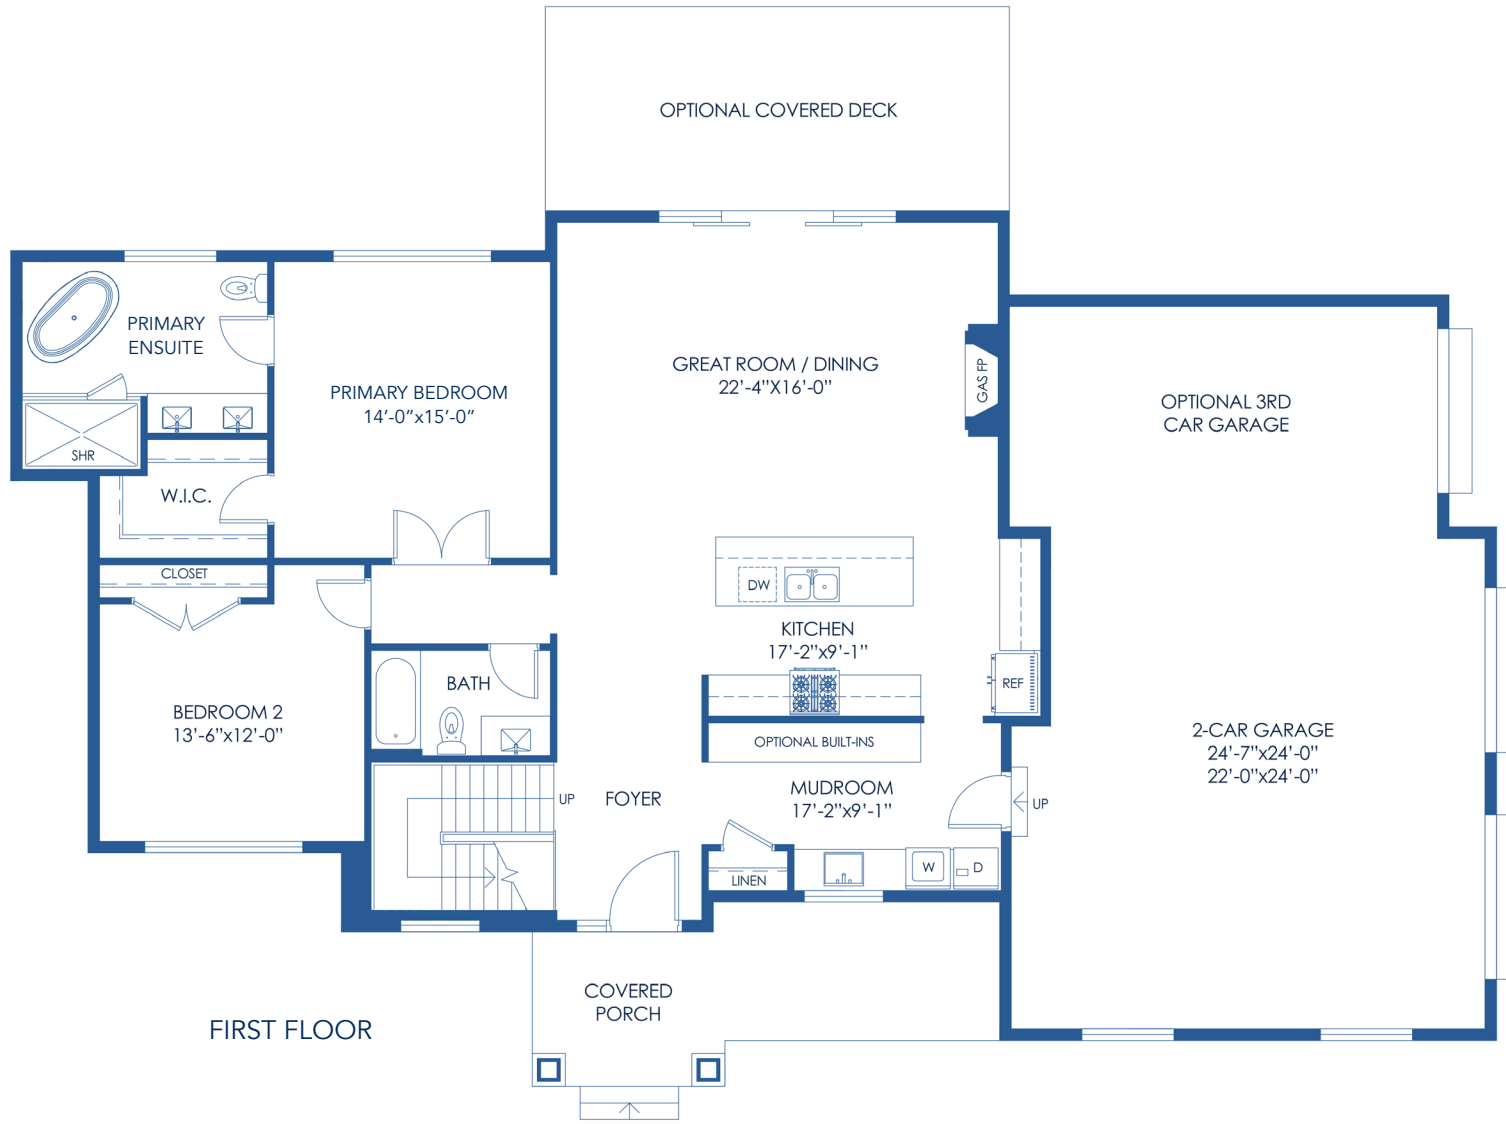 OPTIONAL COVERED DECK
PRIMARY
ENSUITE
PRIMARY BEDROOM
14’-0”x15’-0”
GREAT ROOM / DINING
22’-4”X16’-0”
GAS FP
OPTIONAL 3RD
CAR GARAGE
SHR
W.I.C.
CLOSET
DW
KITCHEN
17’-2”x9’-1”
REF
BATH
BEDROOM 2
13’-6”x12’-0”
OPTIONAL BUILT-INS
2-CAR GARAGE
24’-7”x24’-0”
22’-0”x24’-0”
UP
FOYER
MUDROOM
17’-2”x9’-1”
UP
LINEN
W
D
COVERED
PORCH
FIRST FLOOR